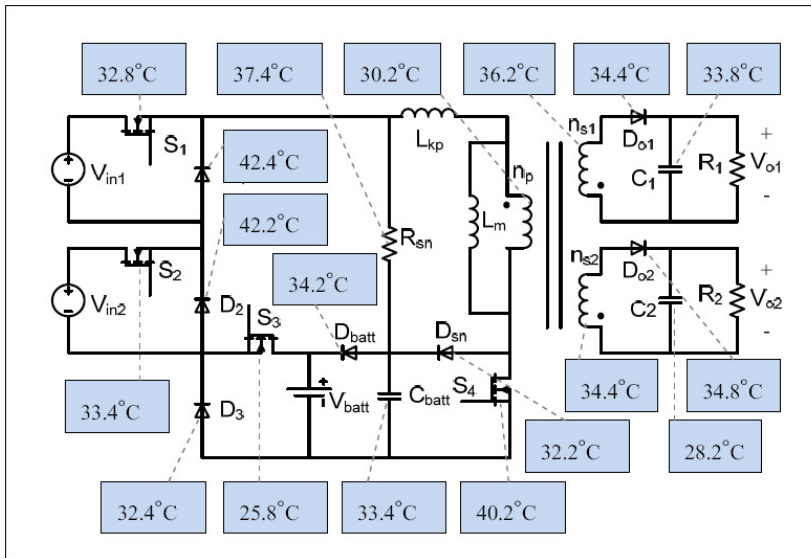 32.8°C
37.4°C
30.2°C
36.2°C
34.4°C
33.8°C
S1
Vin1
42.4°C
Lkp
np
Lm
ns1
Do1
C1
R1
+
Vo1
-
42.2°C
Rsn
S2
Vin2
D2
34.2°C
S3
Dbatt
Dsn
ns2
Do2
C2
R2
+
Vo2
-
33.4°C
D3
Vbatt
Cbatt
S4
34.4°C
34.8°C
32.2°C
28.2°C
32.4°C
25.8°C
33.4°C
40.2°C